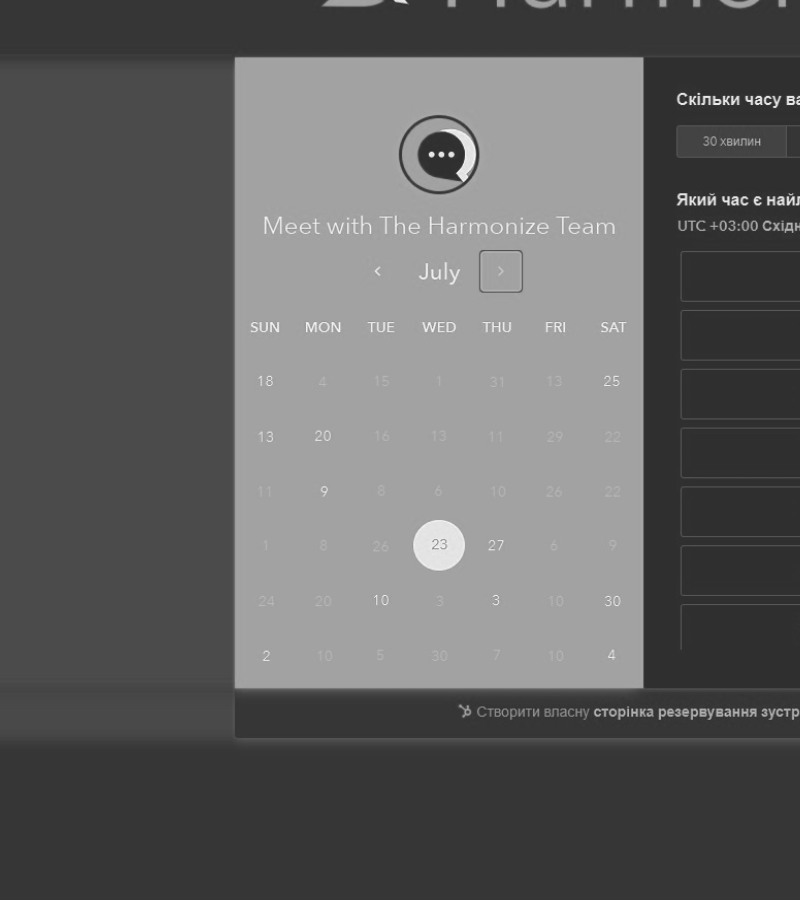 Harmon
Meet with The Harmonize Team
July
SUN MON TUE WED THU FRI SAT
18 4 15 1 31 13 25
13 20 16 13 11 29 22
11 9 8 6 10 26 22
1 8 26 23 27 6 9
24 20 10 3 3 10 30
2 10 5 30 7 10 4
Скільки часу ва
30 хвилин
Який час є найл
UTC +03:00 Східн
Створити власну сторінка резервування зустр